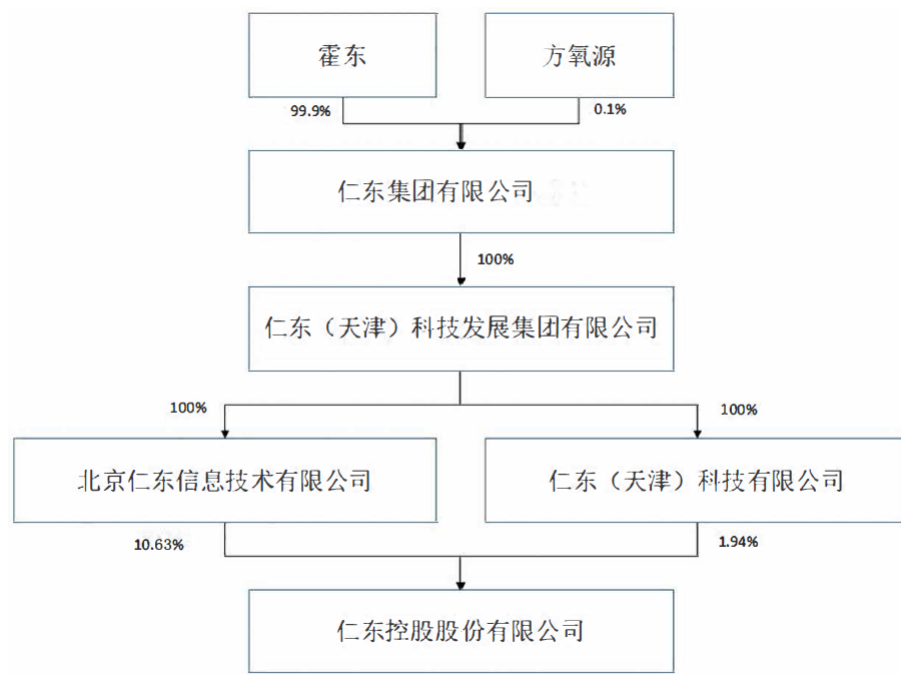 霍东
方氧源
99.9%
0.1%
仁东集团有限公司
100%
仁东（天津）科技发展集团有限公司
100%
100%
北京仁东信息技术有限公司
仁东（天津）科技有限公司
10.63%
1.94%
仁东控股股份有限公司